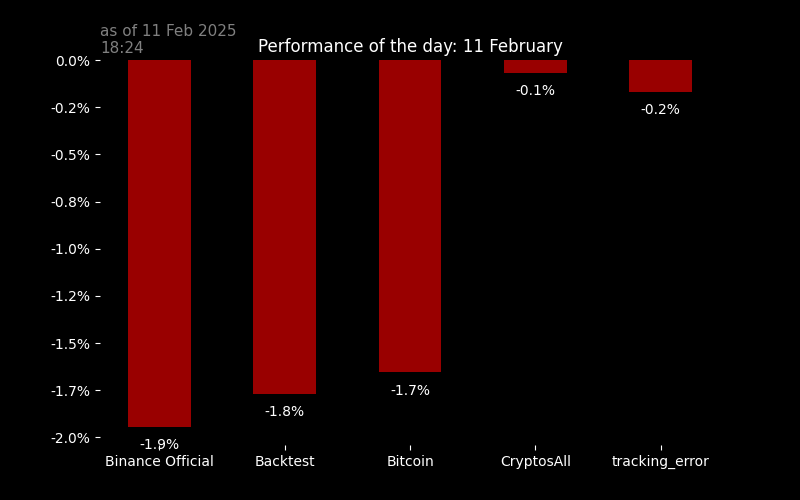 as of 11 Feb 2025
18:24
Performance of the day: 11 February
0.0%
-0.2%
-0.5%
-0.8%
-1.0%
-1.2%
-1.5%
-1.7%
-2.0%
-1.9%
-1.8%
-1.7%
-0.1%
-0.2%
Binance Official
Backtest
Bitcoin
CryptosAll
tracking_error